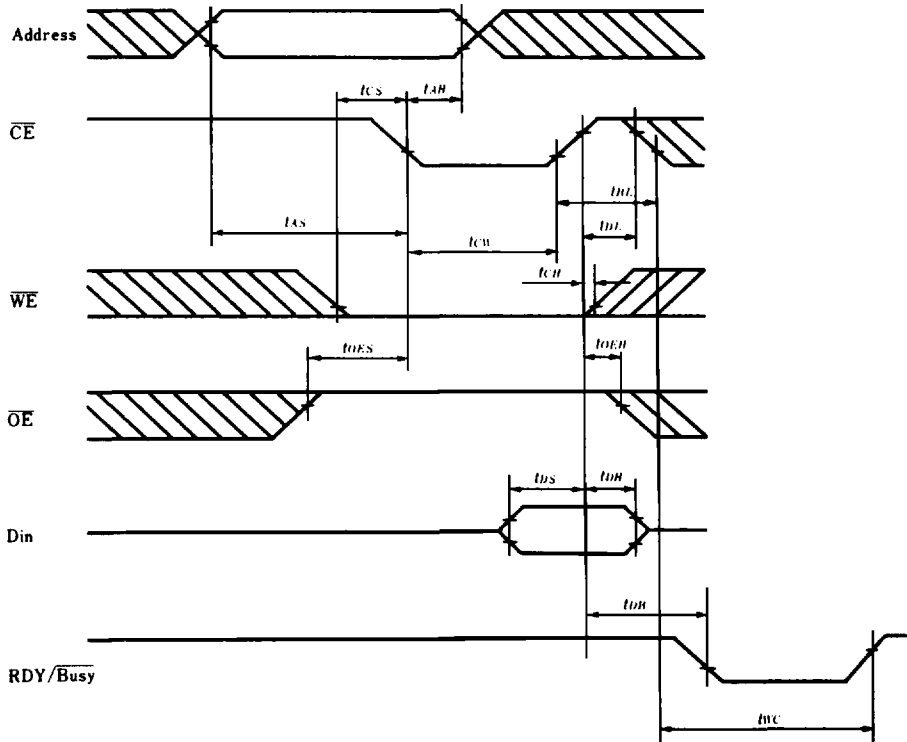 Address
tCS
tAH
CE
tBL
tAS
tDL
tCW
tCH
WE
tOES
tOEH
OE
tDS
tDH
Din
tDB
RDY/Busy
tWC